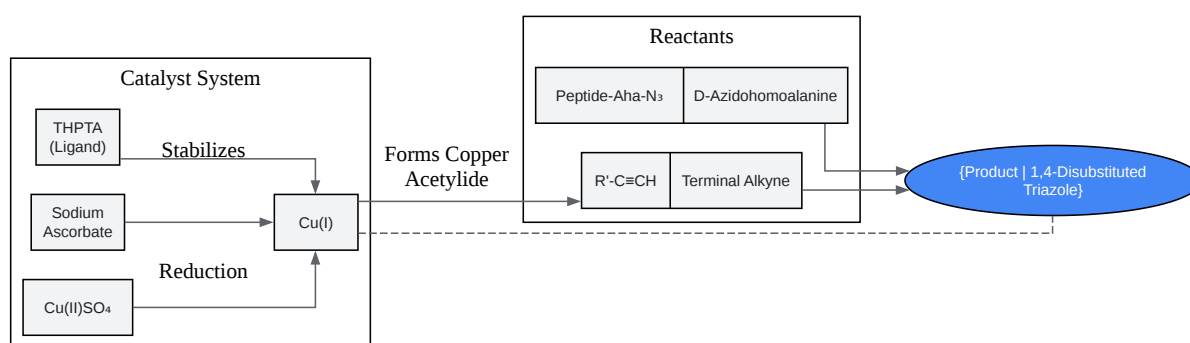 Catalyst System
THPTA
(Ligand)
Stabilizes
Sodium
Ascorbate
Cu(I)
Reduction
Cu(II)SO₄
Forms Copper
Acetylide
Reactants
Peptide-Aha-N₃
D-Azidohomoalanine
R'-C≡CH
Terminal Alkyne
{Product | 1,4-Disubstituted
Triazole}